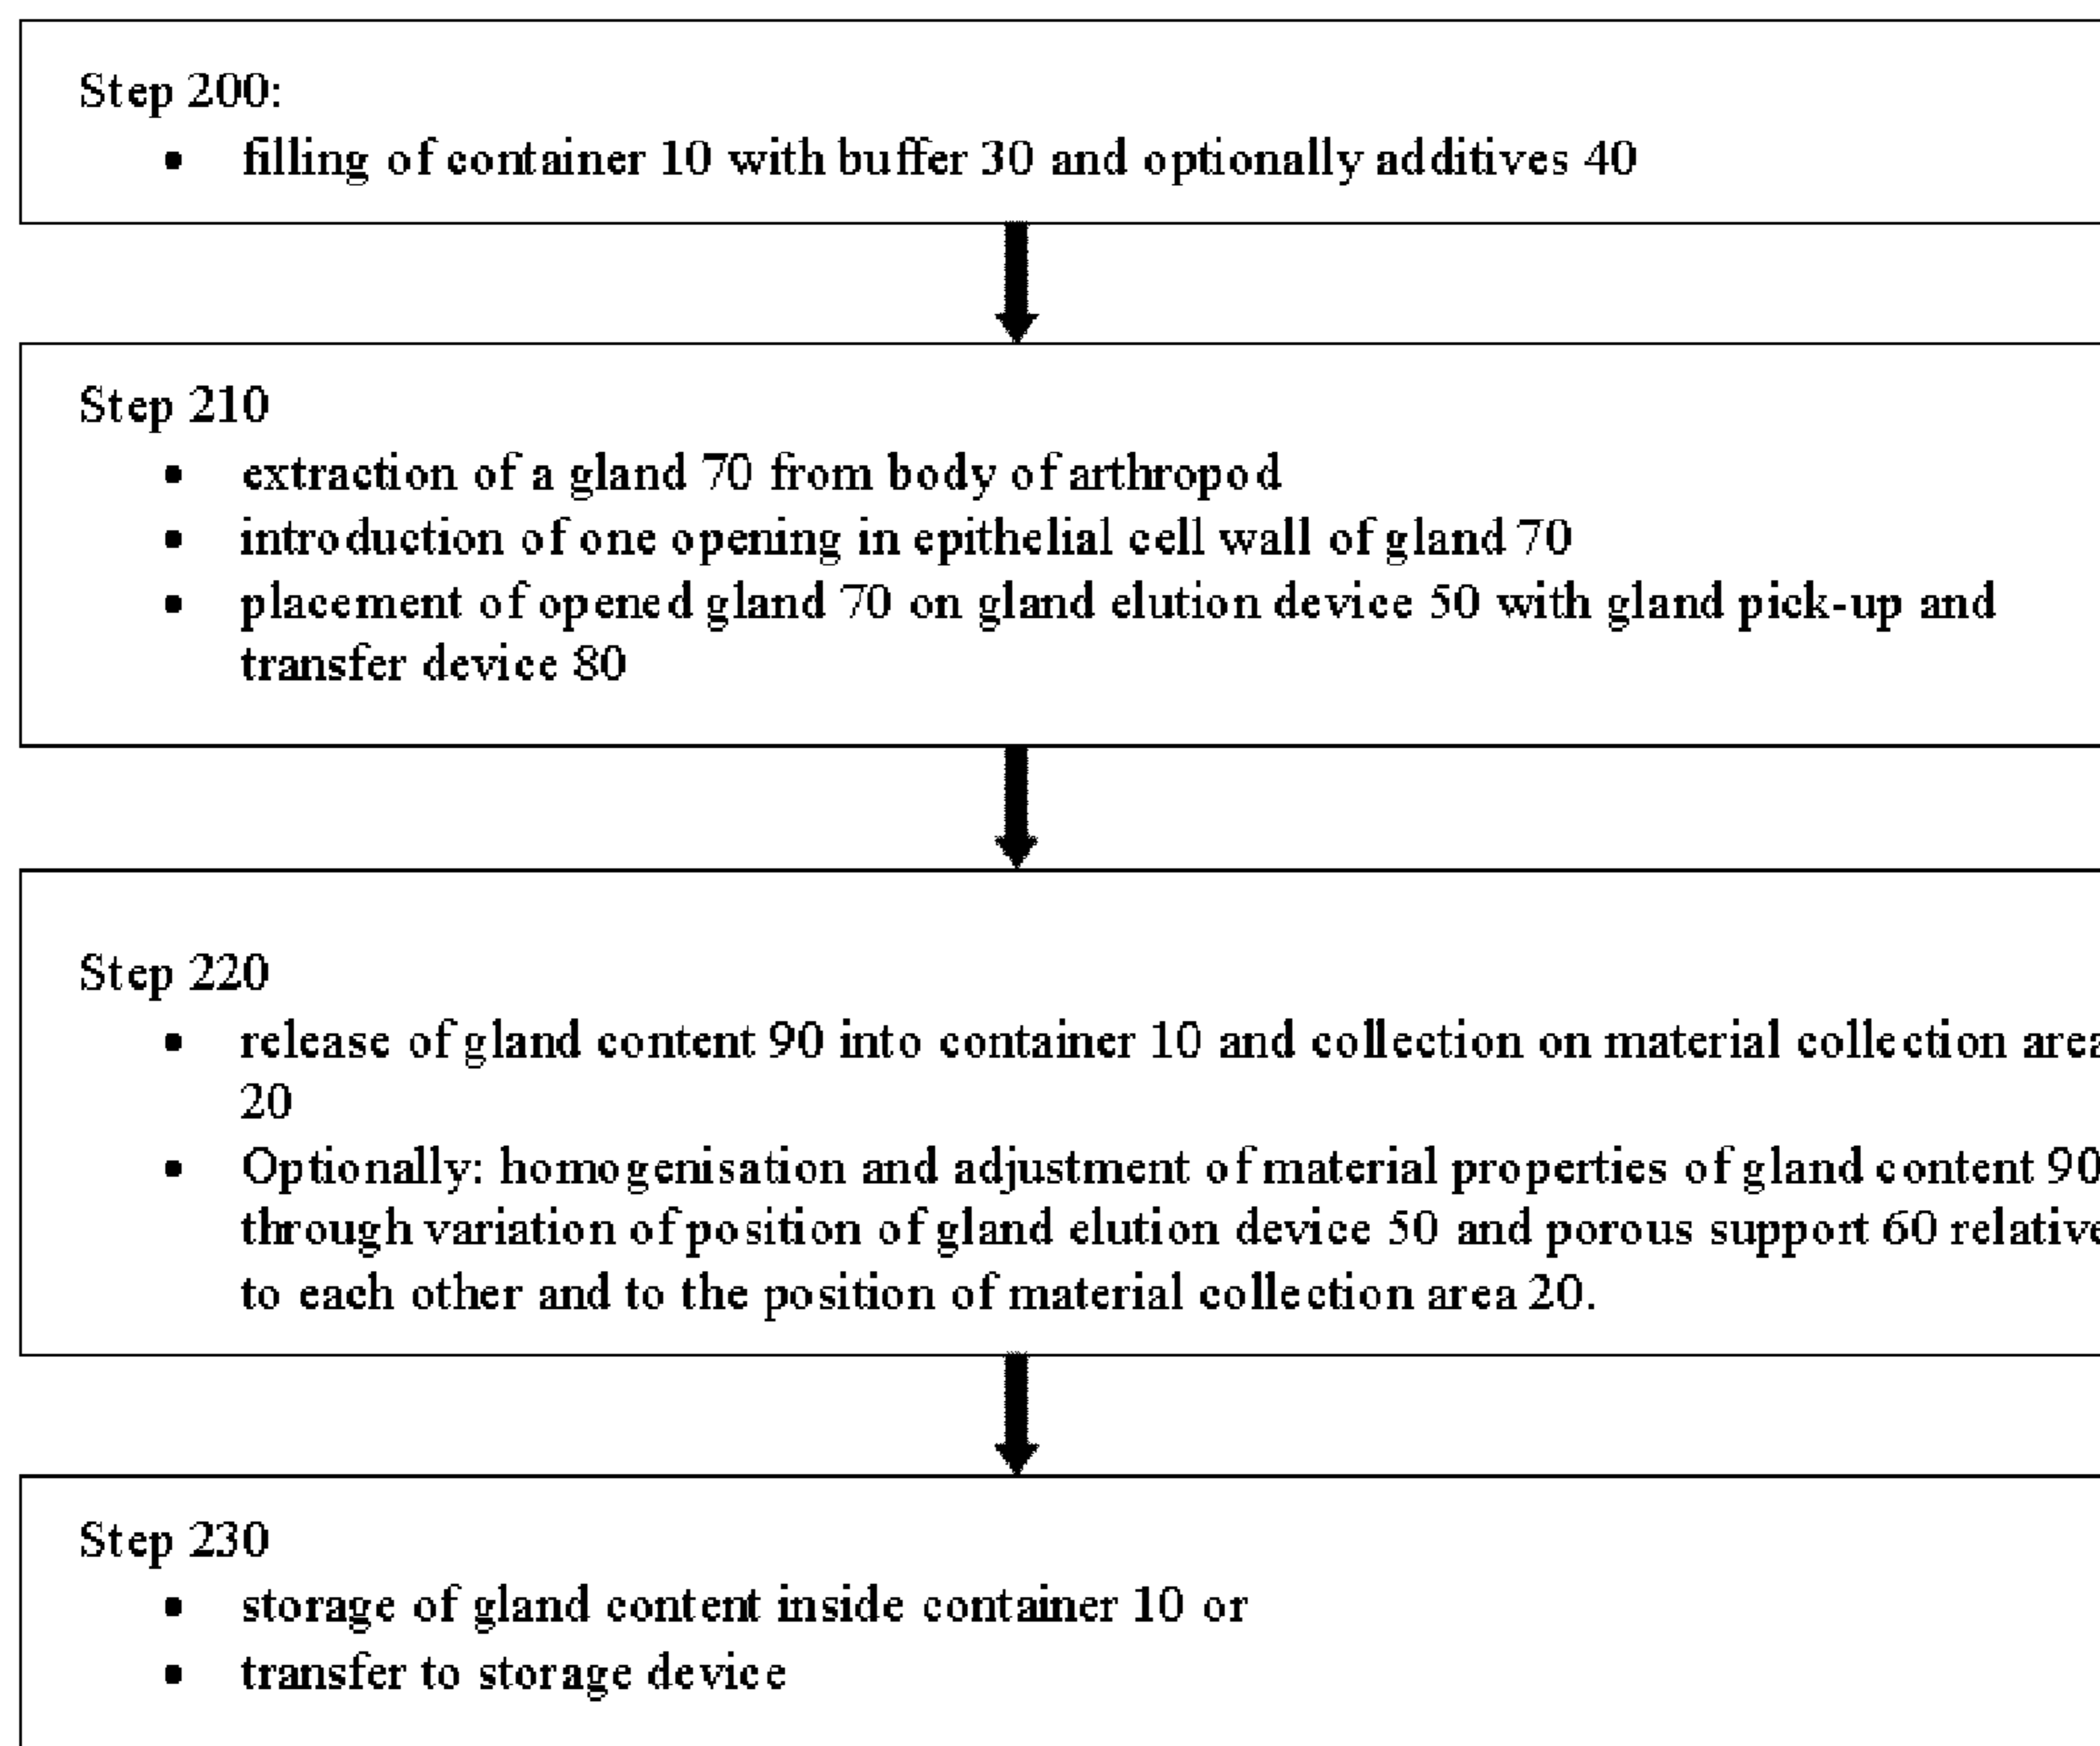 Step 200:
• filling of container 10 with buffer 30 and optionally additives 40
Step 210
• extraction of a gland 70 from body of arthropod
• introduction of one opening in epithelial cell wall of gland 70
• placement of opened gland 70 on gland elution device 50 with gland pick-up and
transfer device 80
Step 220
• release of gland content 90 into container 10 and collection on material collection area
20
• Optionally: homogenisation and adjustment of material properties of gland content 90
through variation of position of gland elution device 50 and porous support 60 relative
to each other and to the position of material collection area 20.
Step 230
• storage of gland content inside container 10 or
• transfer to storage device